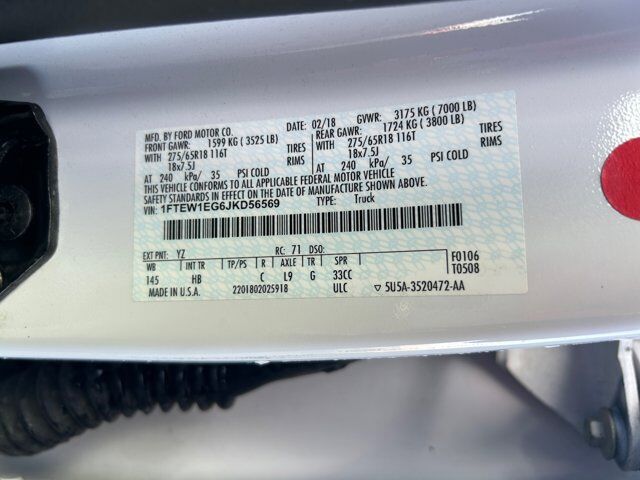 MFD. BY FORD MOTOR CO. DATE: 02/18 GVWR: 3175 KG ( 7000 LB)
FRONT GAWR: 1599 KG ( 3525 LB) REAR GAWR: 1724 KG ( 3800 LB)
WITH 275/65R18 116T TIRES WITH 275/65R18 116T TIRES
18x7.5J RIMS 18x7.5J RIMS
AT 240 kPa/ 35 PSI COLD AT 240 kPa/ 35 PSI COLD
THIS VEHICLE CONFORMS TO ALL APPLICABLE FEDERAL MOTOR VEHICLE
SAFETY AND THEFT PREVENTION STANDARDS IN EFFECT ON THE DATE OF MANUFACTURE SHOWN ABOVE.
VIN: 1FTEW1EG6JKD56569 TYPE: Truck
EXT PNT: YZ RC: 71 DSO: F0106
WB INT TR TP/PS R AXLE TR SPR T0508
145 HB C L9 G 33CC
MADE IN U.S.A. 2201802025918 ULC ▽ 5U5A-3520472-AA